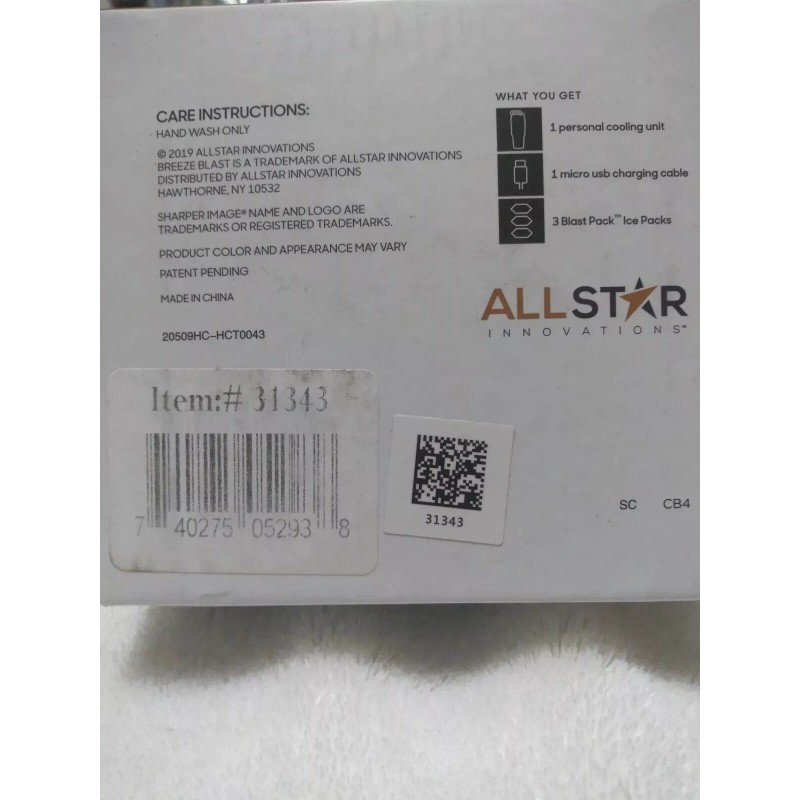 CARE INSTRUCTIONS:
HAND WASH ONLY
© 2019 ALLSTAR INNOVATIONS
BREEZE BLAST IS A TRADEMARK OF ALLSTAR INNOVATIONS
DISTRIBUTED BY ALLSTAR INNOVATIONS
HAWTHORNE, NY 10532
SHARPER IMAGE® NAME AND LOGO ARE
TRADEMARKS OR REGISTERED TRADEMARKS.
PRODUCT COLOR AND APPEARANCE MAY VARY
PATENT PENDING
MADE IN CHINA
20509HC-HCT0043
WHAT YOU GET
1 personal cooling unit
1 micro usb charging cable
3 Blast Pack™ Ice Packs
ALLSTAR
INNOVATIONS™
Item:# 31343
7 40275 05293 8
31343
SC CB4